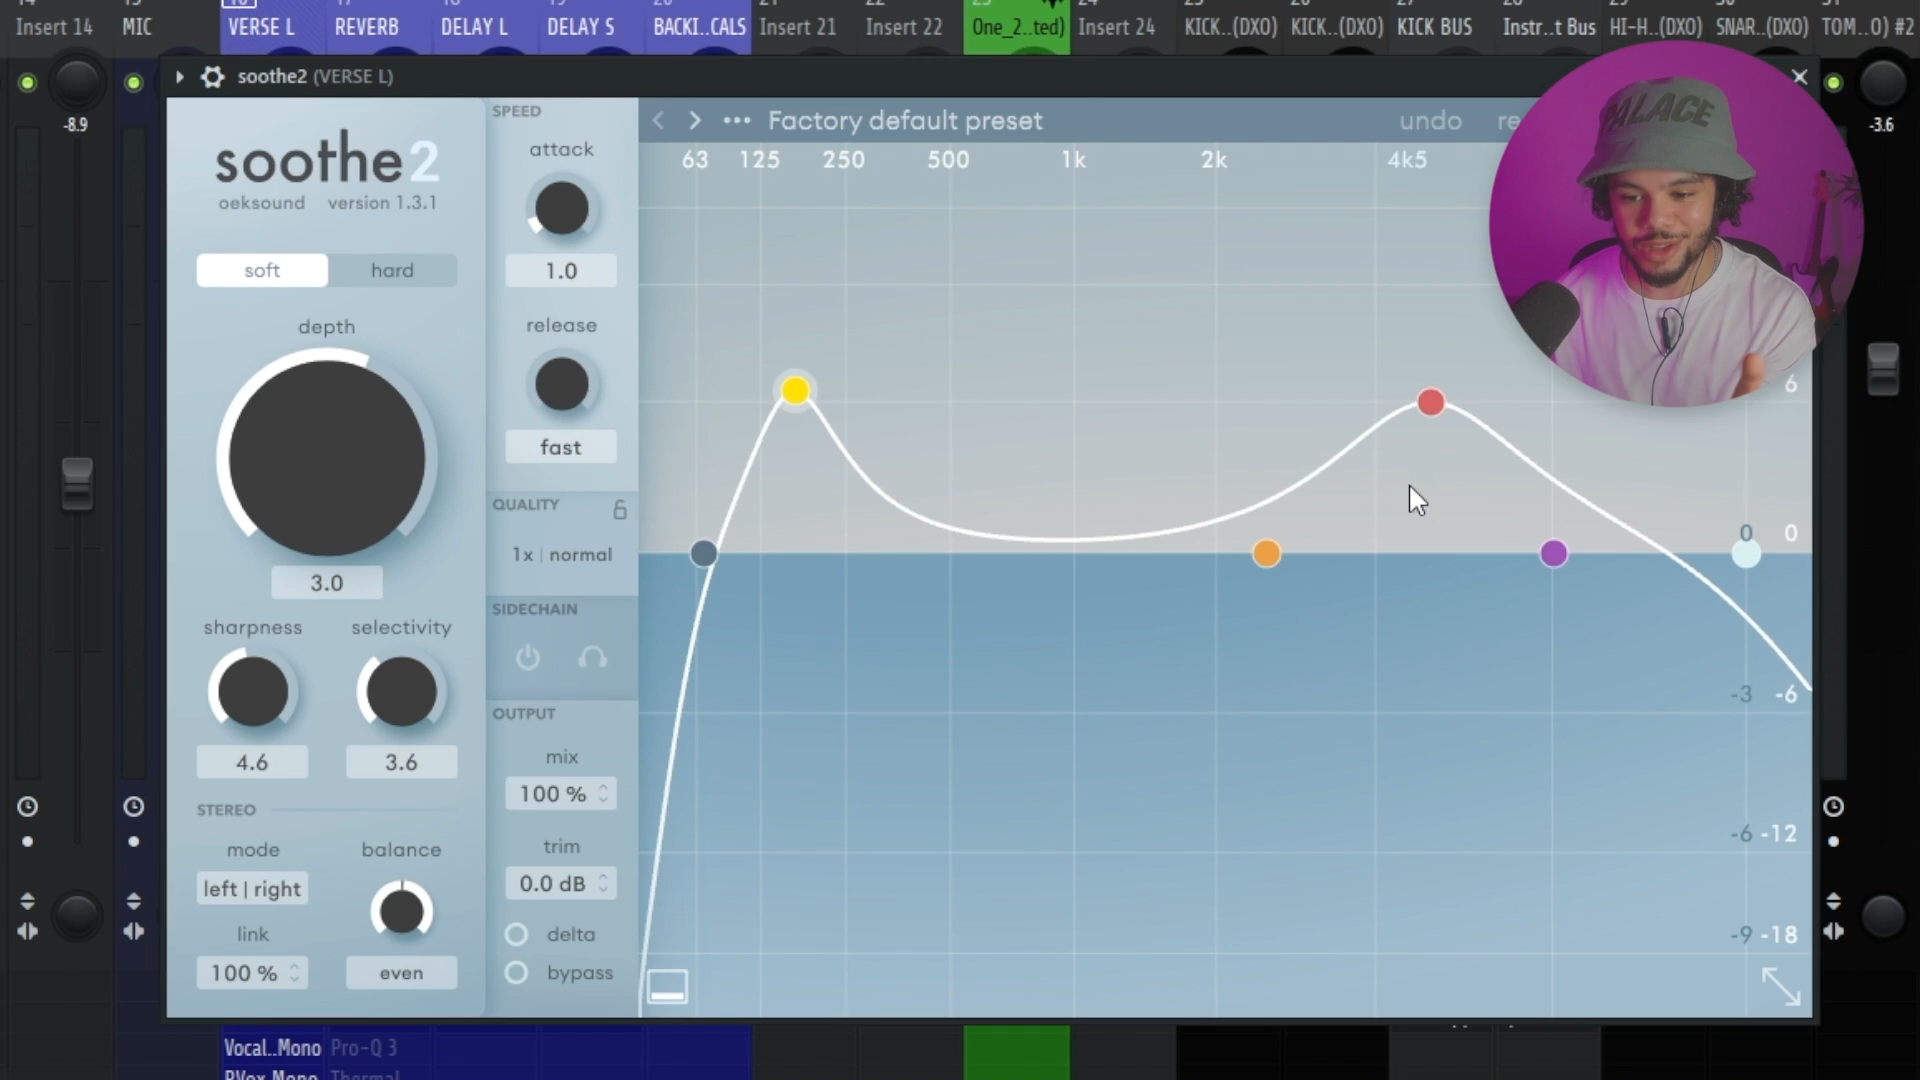 Insert 14
MIC
VERSE L
REVERB
DELAY L
DELAY S
BACKI..CALS
Insert 21
Insert 22
One_2..ted)
Insert 24
KICK..(DXO)
KICK..(DXO)
KICK BUS
Instr..t Bus
HI-H..(DXO)
SNAR..(DXO)
TOM...O) #2
soothe2 (VERSE L)
-8.9
-3.6
soothe2
oeksound version 1.3.1
soft hard
depth
3.0
sharpness selectivity
4.6 3.6
STEREO
mode balance
left | right
link
100 % even
SPEED
attack
1.0
release
fast
QUALITY
1x | normal
SIDECHAIN
OUTPUT
mix
100 %
trim
0.0 dB
delta
bypass
Factory default preset
undo re
63 125 250 500 1k 2k 4k5
PALACE
6
0 0
-3 -6
-6 -12
-9 -18
Vocal..Mono Pro-Q 3
RVox Mono Thermal